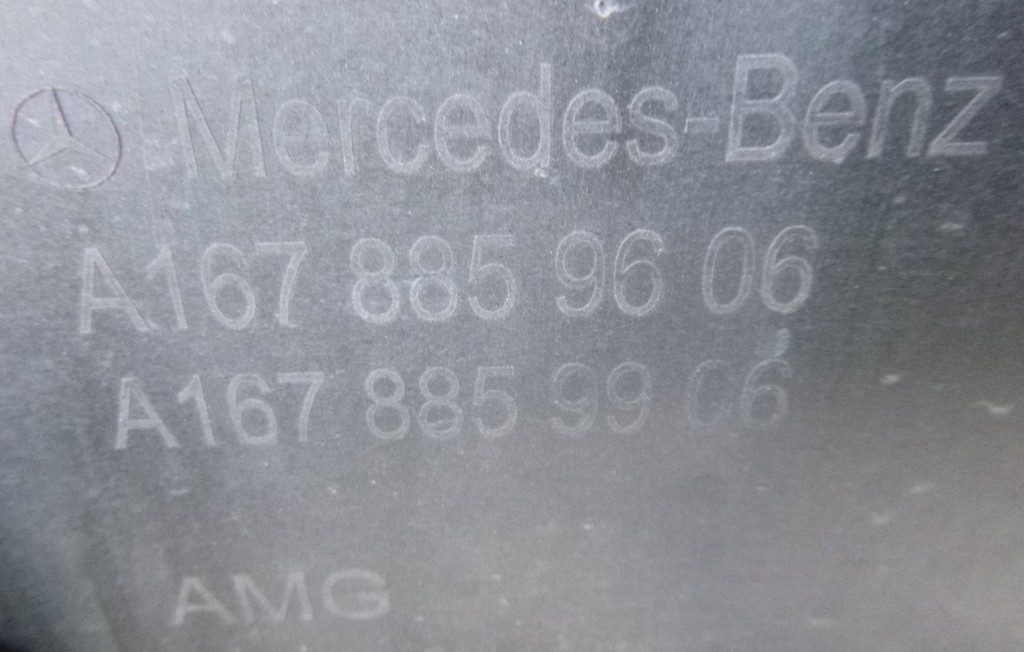 Mercedes-Benz
A167 885 96 06
A167 885 99 06
AMG